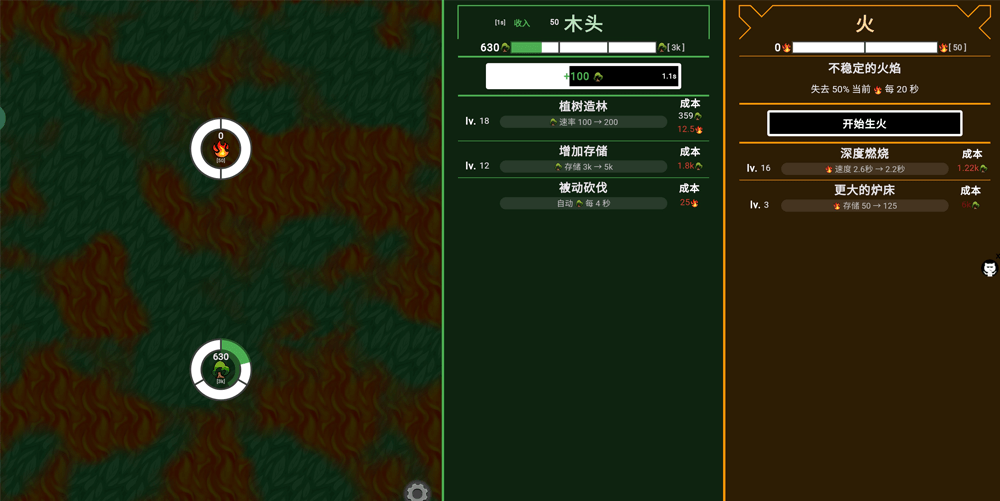 0
[50]
630
[3k]
[1s] 收入 50 木头
630 [3k]
+100 1.1s
植树造林 成本
lv. 18 速率 100 → 200 359
12.5
增加存储 成本
lv. 12 存储 3k → 5k 1.8k
被动砍伐 成本
自动 每 4 秒 25
火
0 [50]
不稳定的火焰
失去 50% 当前 每 20 秒
开始生火
深度燃烧 成本
lv. 16 速度 2.6秒 → 2.2秒 1.22k
更大的炉床 成本
lv. 3 存储 50 → 125